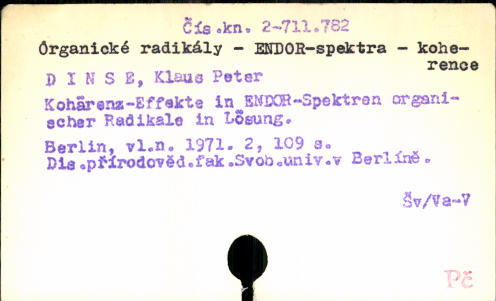 Čís.kn. 2-711.782
Organické radikály - ENDOR-spektra - kohe-
rence
D I N S E, Klaus Peter
Kohärenz-Effekte in ENDOR-Spektren organi-
scher Radikale in Lösung.
Berlin, vl.n. 1971. 2, 109 s.
Dis.přírodověd.fak.Svob.univ.v Berlíně.
Šv/Va-V
Pč